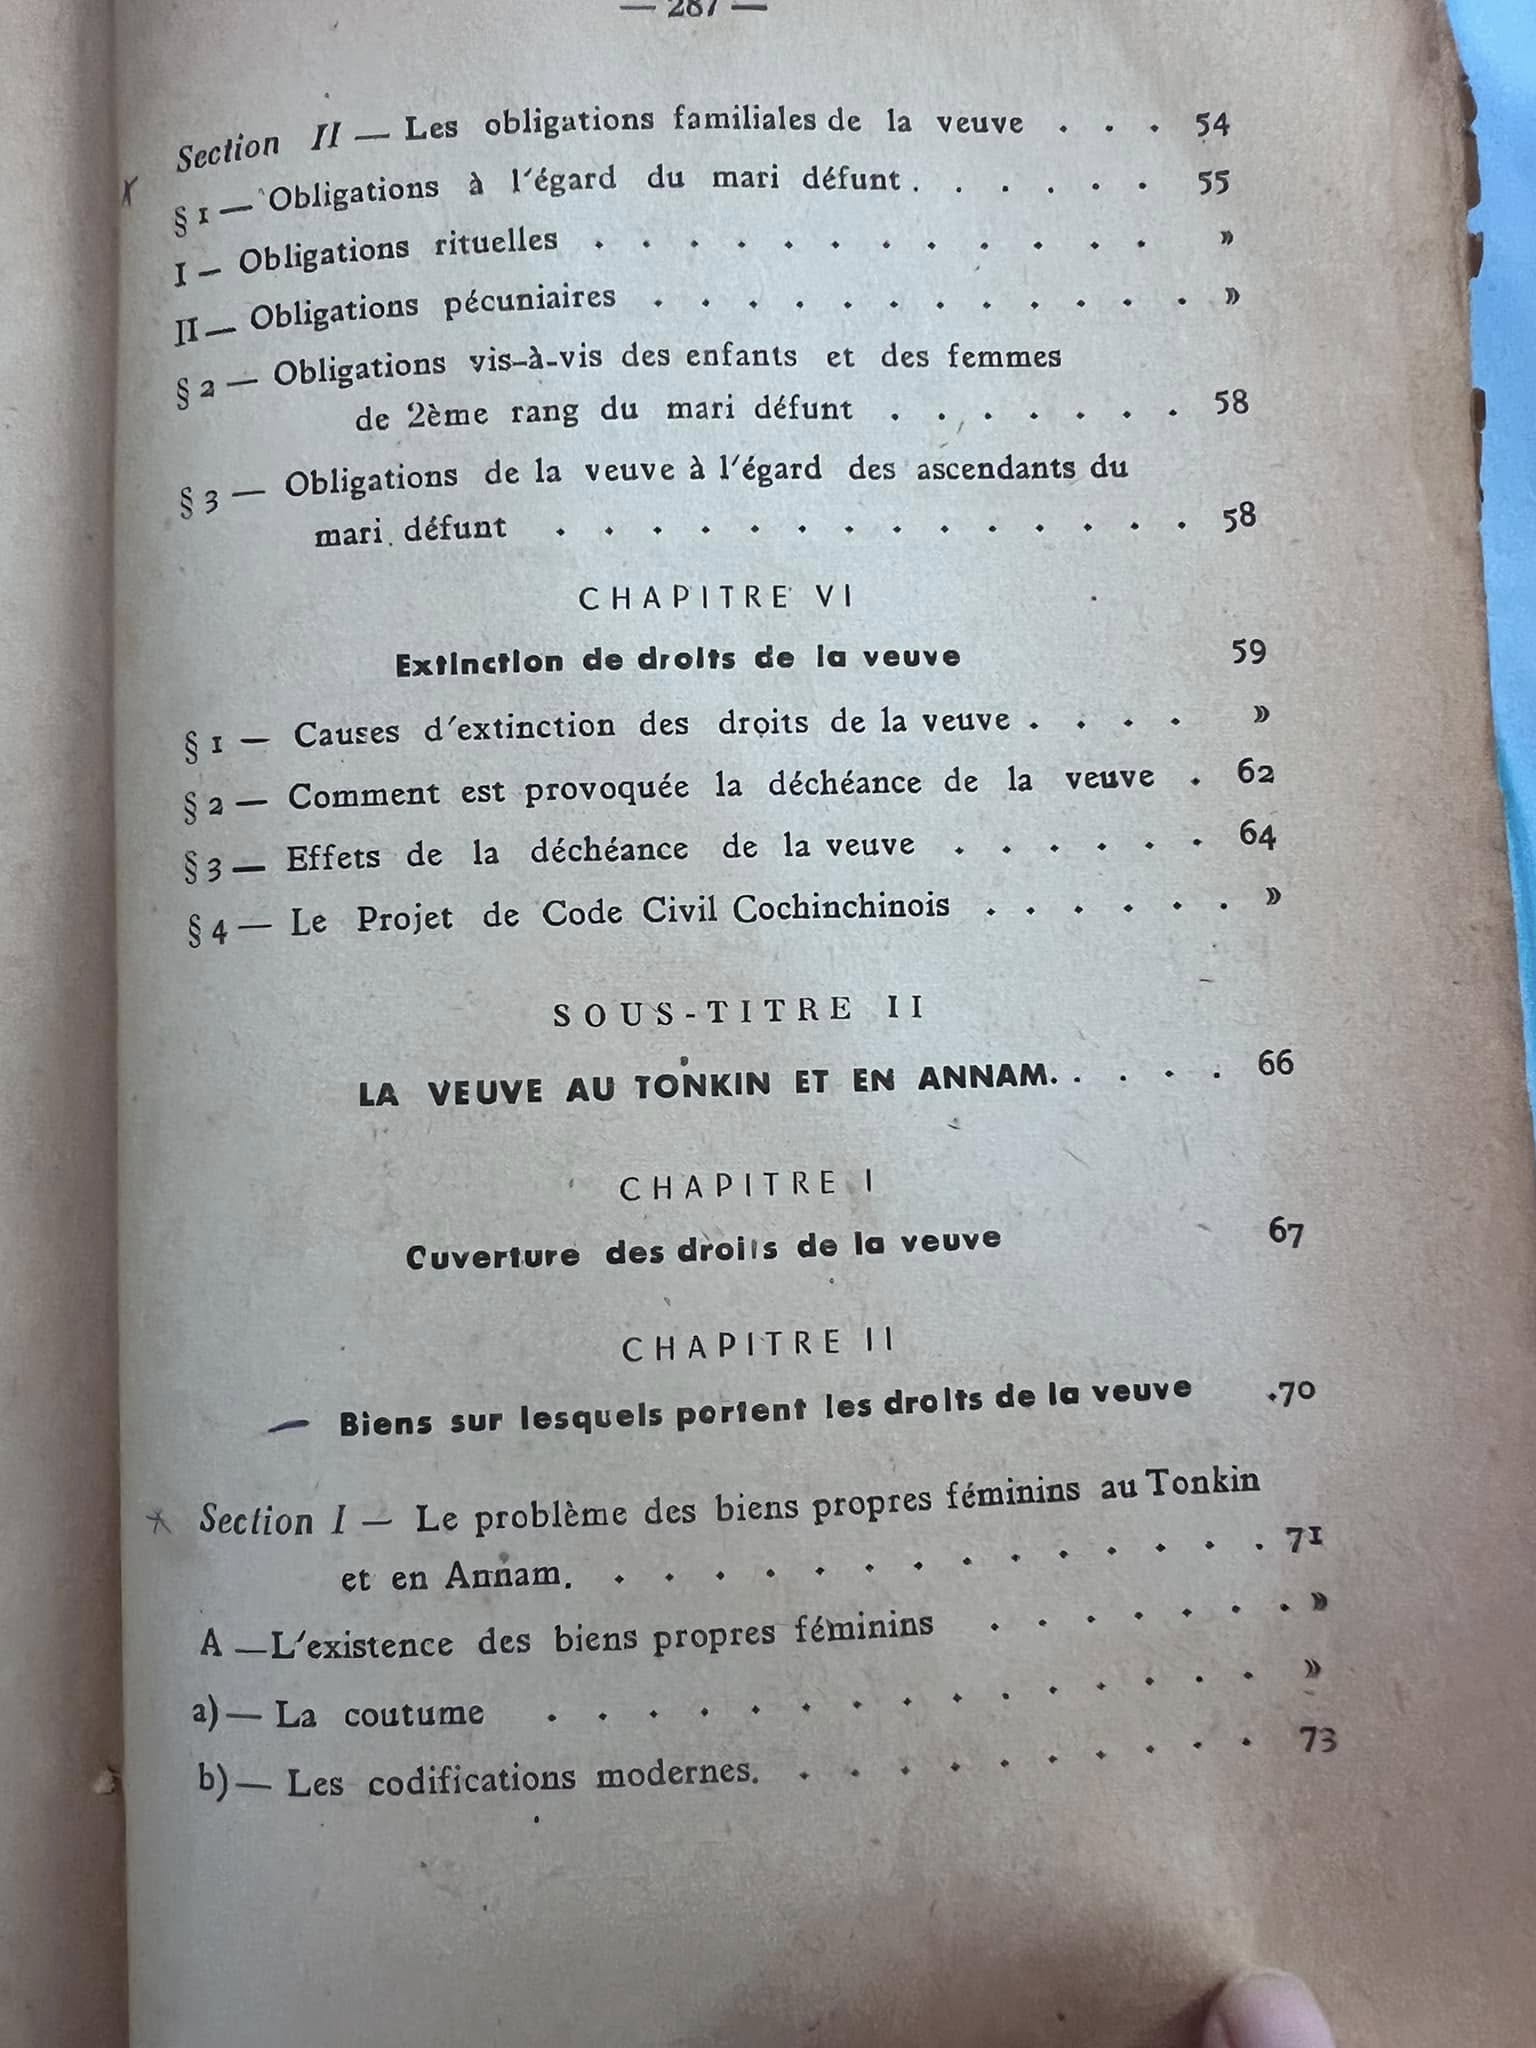 — 287 —
Section II — Les obligations familiales de la veuve . . . 54
§ 1 — Obligations à l'égard du mari défunt . . . . . . 55
I — Obligations rituelles . . . . . . . . . . . . »
II — Obligations pécuniaires . . . . . . . . . . . . »
§ 2 — Obligations vis-à-vis des enfants et des femmes
de 2ème rang du mari défunt . . . . . . . 58
§ 3 — Obligations de la veuve à l'égard des ascendants du
mari défunt . . . . . . . . . . . . . . 58
CHAPITRE VI
Extinction de droits de la veuve 59
§ 1 — Causes d'extinction des droits de la veuve . . . . »
§ 2 — Comment est provoquée la déchéance de la veuve . 62
§ 3 — Effets de la déchéance de la veuve . . . . . . 64
§ 4 — Le Projet de Code Civil Cochinchinois . . . . . . »
SOUS-TITRE II
LA VEUVE AU TONKIN ET EN ANNAM. . . . . 66
CHAPITRE I
Cuverture des droits de la veuve 67
CHAPITRE II
— Biens sur lesquels portent les droits de la veuve .70
Section I — Le problème des biens propres féminins au Tonkin
et en Annam. . . . . . . . . . . . . . . 71
A —L'existence des biens propres féminins . . . . . . . »
a)— La coutume . . . . . . . . . . . . . . . »
b)— Les codifications modernes. . . . . . . . . . . 73